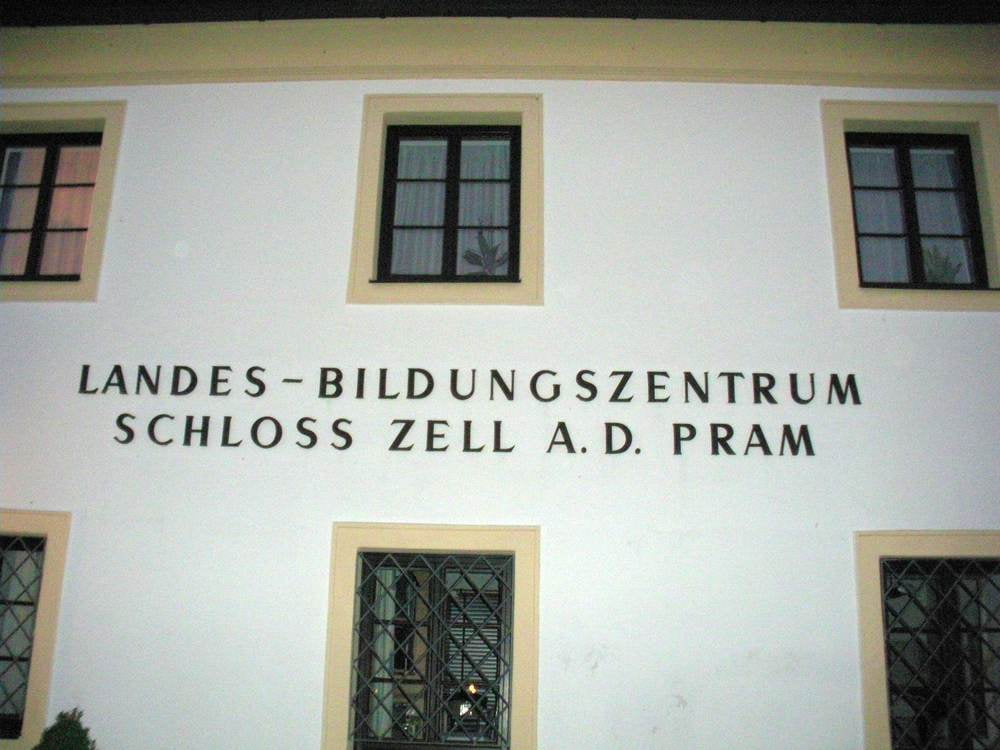 LANDES-BILDUNGSZENTRUM
SCHLOSS ZELL A.D. PRAM